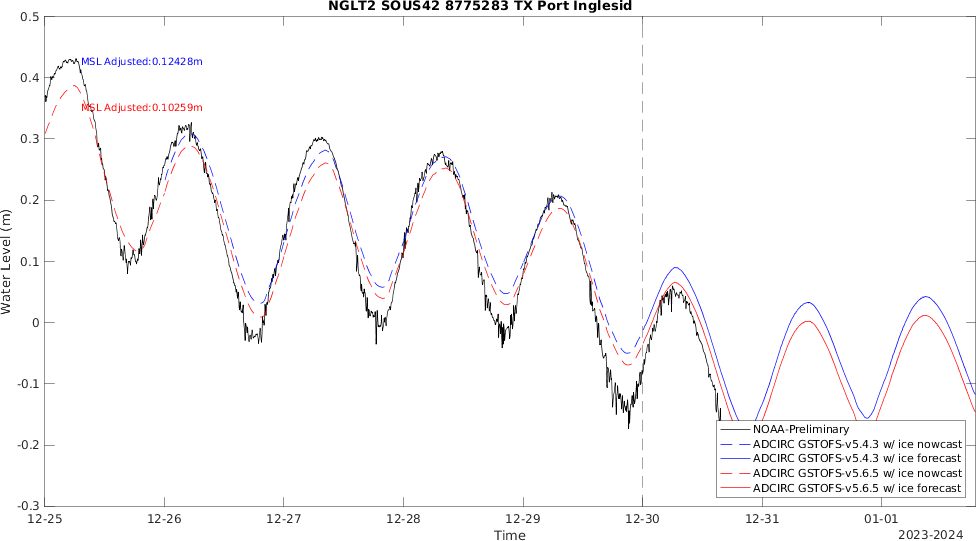 NGLT2 SOUS42 8775283 TX Port Inglesid
MSL Adjusted:0.12428m
MSL Adjusted:0.10259m
Water Level (m)
0.5
0.4
0.3
0.2
0.1
0
-0.1
-0.2
-0.3
NOAA-Preliminary
ADCIRC GSTOFS-v5.4.3 w/ ice nowcast
ADCIRC GSTOFS-v5.4.3 w/ ice forecast
ADCIRC GSTOFS-v5.6.5 w/ ice nowcast
ADCIRC GSTOFS-v5.6.5 w/ ice forecast
12-25 12-26 12-27 12-28 12-29 12-30 12-31 01-01
Time
2023-2024